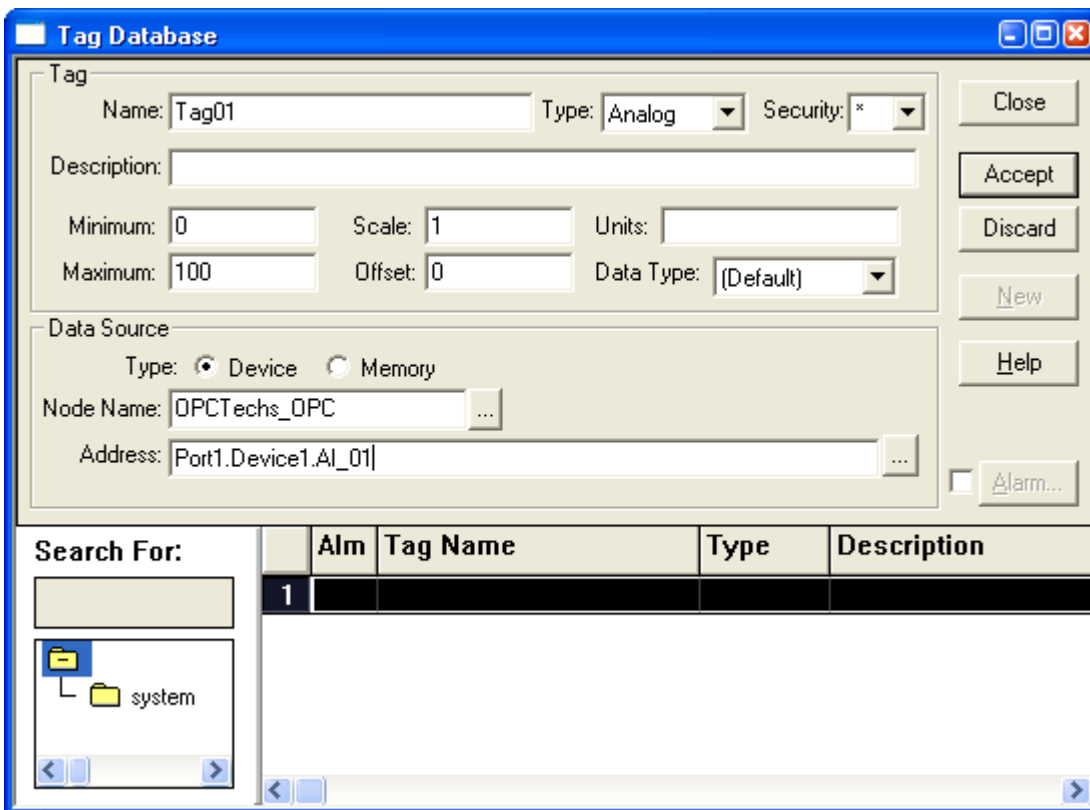 Tag Database
Tag
Name: Tag01 Type: Analog Security: *
Close
Description:
Accept
Minimum: 0 Scale: 1 Units:
Discard
Maximum: 100 Offset: 0 Data Type: (Default)
New
Data Source
Type: Device Memory
Help
Node Name: OPCTechs_OPC ...
Address: Port1.Device1.AI_01 ...
Alarm...
Search For:
Alm Tag Name Type Description
1
system